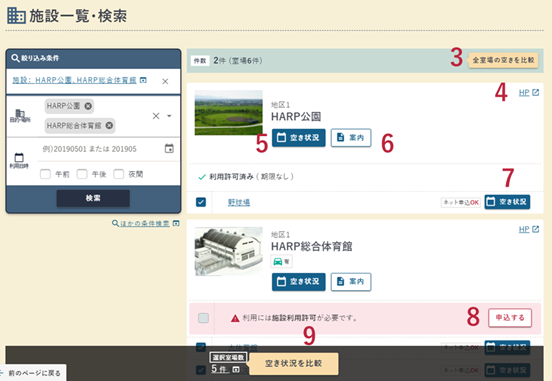 施設一覧・検索
絞り込み条件
施設: HARP公園、HARP総合体育館
目的・場所
HARP公園
HARP総合体育館
利用日時
例)20190501 または 201905
午前 午後 夜間
検索
ほかの条件検索
件数 2件 (室場6件)
3 全室場の空きを比較
4 HP
地区1
HARP公園
5 空き状況 案内 6
利用許可済み ( 期限なし )
7
野球場 ネット申込OK 空き状況
HP
地区1
HARP総合体育館
有
空き状況 案内
利用には施設利用許可が必要です。 8 申込する
9
空き状況
選択室場数
5 件 空き状況を比較
前のページに戻る